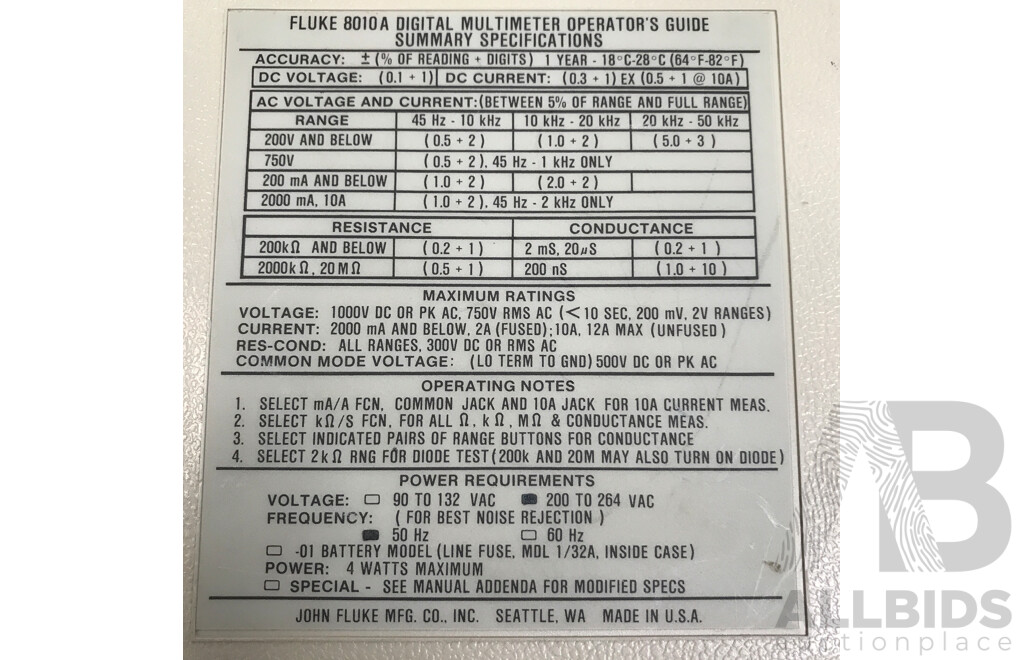 FLUKE 8010A DIGITAL MULTIMETER OPERATOR'S GUIDE
SUMMARY SPECIFICATIONS
ACCURACY: ± (% OF READING + DIGITS) 1 YEAR - 18°C-28°C (64°F-82°F)
DC VOLTAGE: (0.1 + 1) DC CURRENT: (0.3 + 1) EX (0.5 + 1 @ 10A)
AC VOLTAGE AND CURRENT: (BETWEEN 5% OF RANGE AND FULL RANGE)
RANGE 45 Hz - 10 kHz 10 kHz - 20 kHz 20 kHz - 50 kHz
200V AND BELOW (0.5 + 2) (1.0 + 2) (5.0 + 3)
750V (0.5 + 2), 45 Hz - 1 kHz ONLY
200 mA AND BELOW (1.0 + 2) (2.0 + 2)
2000 mA, 10A (1.0 + 2), 45 Hz - 2 kHz ONLY
RESISTANCE CONDUCTANCE
200kΩ AND BELOW (0.2 + 1) 2 mS, 20µS (0.2 + 1)
2000kΩ, 20MΩ (0.5 + 1) 200 nS (1.0 + 10)
MAXIMUM RATINGS
VOLTAGE: 1000V DC OR PK AC, 750V RMS AC (<10 SEC, 200 mV, 2V RANGES)
CURRENT: 2000 mA AND BELOW, 2A (FUSED); 10A, 12A MAX (UNFUSED)
RES-COND: ALL RANGES, 300V DC OR RMS AC
COMMON MODE VOLTAGE: (LO TERM TO GND) 500V DC OR PK AC
OPERATING NOTES
1. SELECT mA/A FCN, COMMON JACK AND 10A JACK FOR 10A CURRENT MEAS.
2. SELECT kΩ/S FCN, FOR ALL Ω, kΩ, MΩ & CONDUCTANCE MEAS.
3. SELECT INDICATED PAIRS OF RANGE BUTTONS FOR CONDUCTANCE
4. SELECT 2kΩ RNG FOR DIODE TEST (200k AND 20M MAY ALSO TURN ON DIODE)
POWER REQUIREMENTS
VOLTAGE: 90 TO 132 VAC 200 TO 264 VAC
FREQUENCY: (FOR BEST NOISE REJECTION)
50 Hz 60 Hz
-01 BATTERY MODEL (LINE FUSE, MDL 1/32A, INSIDE CASE)
POWER: 4 WATTS MAXIMUM
SPECIAL - SEE MANUAL ADDENDA FOR MODIFIED SPECS
JOHN FLUKE MFG. CO., INC. SEATTLE, WA MADE IN U.S.A.
AB
ALLBIDS
auctionplace